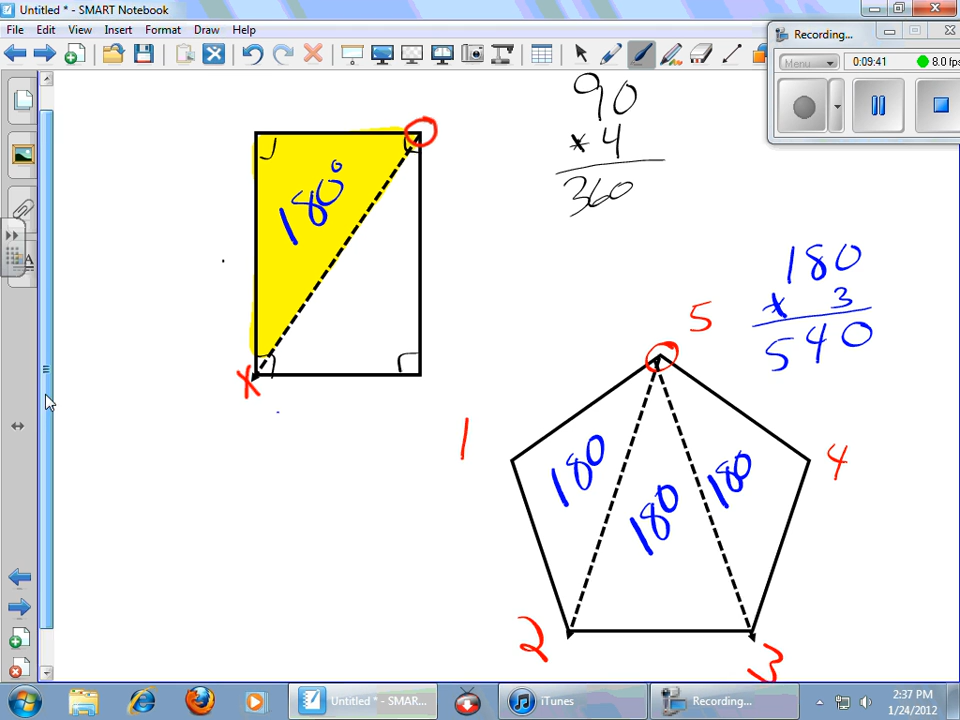 Untitled * - SMART Notebook
File Edit View Insert Format Draw Help
Recording...
Menu
0:09:41
8.0 fps
90
× 4
360
180°
X
180
× 3
540
5
1
4
180
180
180
2
3
A
Untitled * - SMAR...
iTunes
Recording...
2:37 PM
1/24/2012